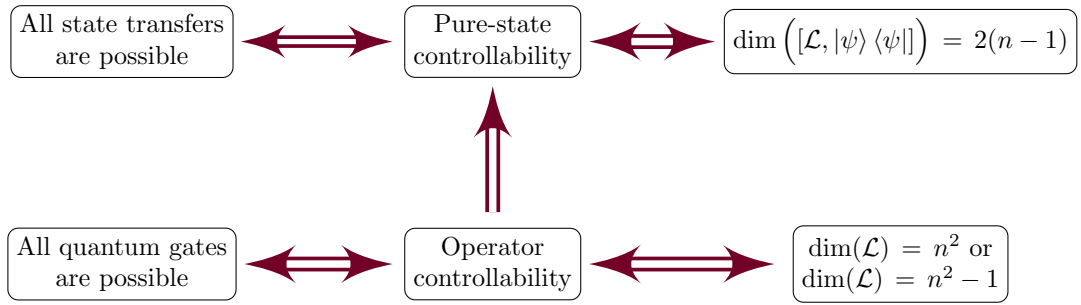 All state transfers
are possible
Pure-state
controllability
dim ([ℒ, |ψ⟩ ⟨ψ|]) = 2(n − 1)
All quantum gates
are possible
Operator
controllability
dim(ℒ) = n² or
dim(ℒ) = n² − 1